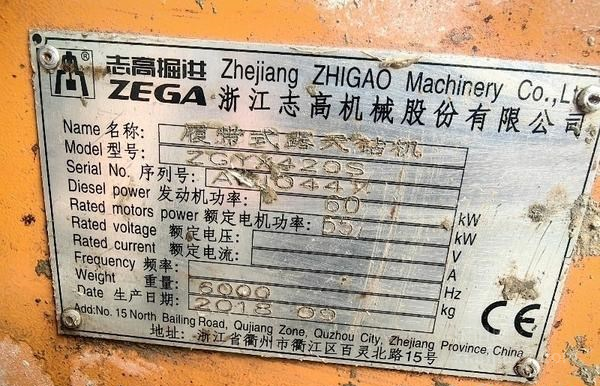 志高掘进 Zhejiang ZHIGAO Machinery Co.,L
ZEGA 浙江志高机械股份有限公司
Name 名称: 履带式露天钻机
Model 型号: ZGYX420S
Serial No. 序列号:
Diesel power 发动机功率: 60 kW
Rated motors power 额定电机功率: 55 kW
Rated voltage 额定电压: V
Rated current 额定电流: A
Frequency 频率: Hz
Weight 重量: 6000 kg
Date 生产日期: 2018 09
CE
Add:No. 15 North Bailing Road, Qujiang Zone, Quzhou City, Zhejiang Province, China
地址: 浙江省衢州市衢江区百灵北路15号